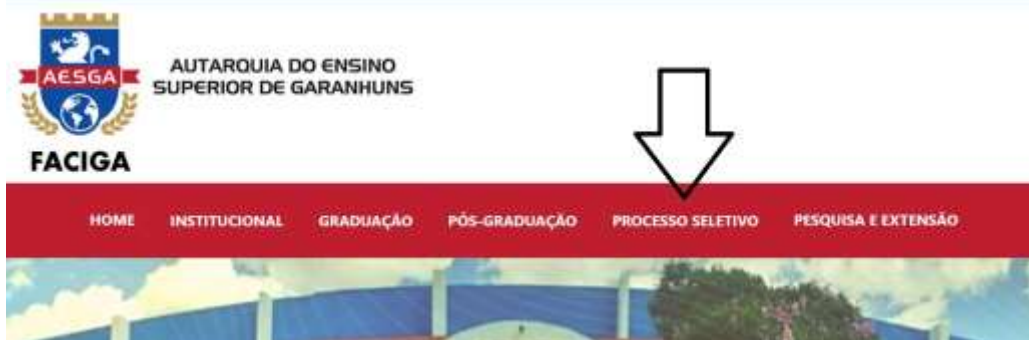 AESGA
AUTARQUIA DO ENSINO
SUPERIOR DE GARANHUNS
FACIGA
HOME INSTITUCIONAL GRADUAÇÃO PÓS-GRADUAÇÃO PROCESSO SELETIVO PESQUISA E EXTENSÃO